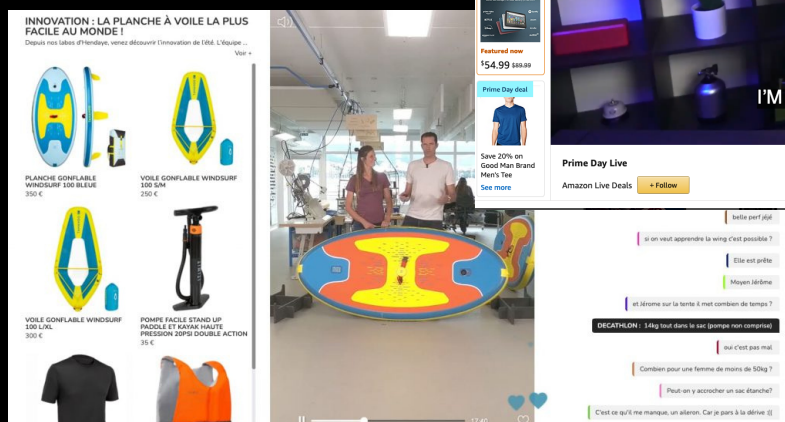 INNOVATION : LA PLANCHE À VOILE LA PLUS
FACILE AU MONDE !
Depuis nos labos d'Hendaye, venez découvrir l'innovation de l'été. L'équipe ...
Voir +
PLANCHE GONFLABLE
WINDSURF 100 BLEUE
350 €
VOILE GONFLABLE WINDSURF
100 S/M
250 €
VOILE GONFLABLE WINDSURF
100 L/XL
300 €
POMPE FACILE STAND UP
PADDLE ET KAYAK HAUTE
PRESSION 20PSI DOUBLE ACTION
35 €
17:40
Featured now
$54.99 $89.99
Prime Day deal
Save 20% on
Good Man Brand
Men's Tee
See more
I'M
Prime Day Live
Amazon Live Deals + Follow
belle perf jéjé
si on veut apprendre la wing c'est possible ?
Elle est prête
Moyen Jérôme
et Jérome sur la tente il met combien de temps ?
DECATHLON : 14kg tout dans le sac (pompe non comprise)
oui c'est pas mal
Combien pour une femme de moins de 50kg ?
Peut-on y accrocher un sac étanche?
C'est ce qu'il me manque, un aileron. Car je pars à la dérive :((